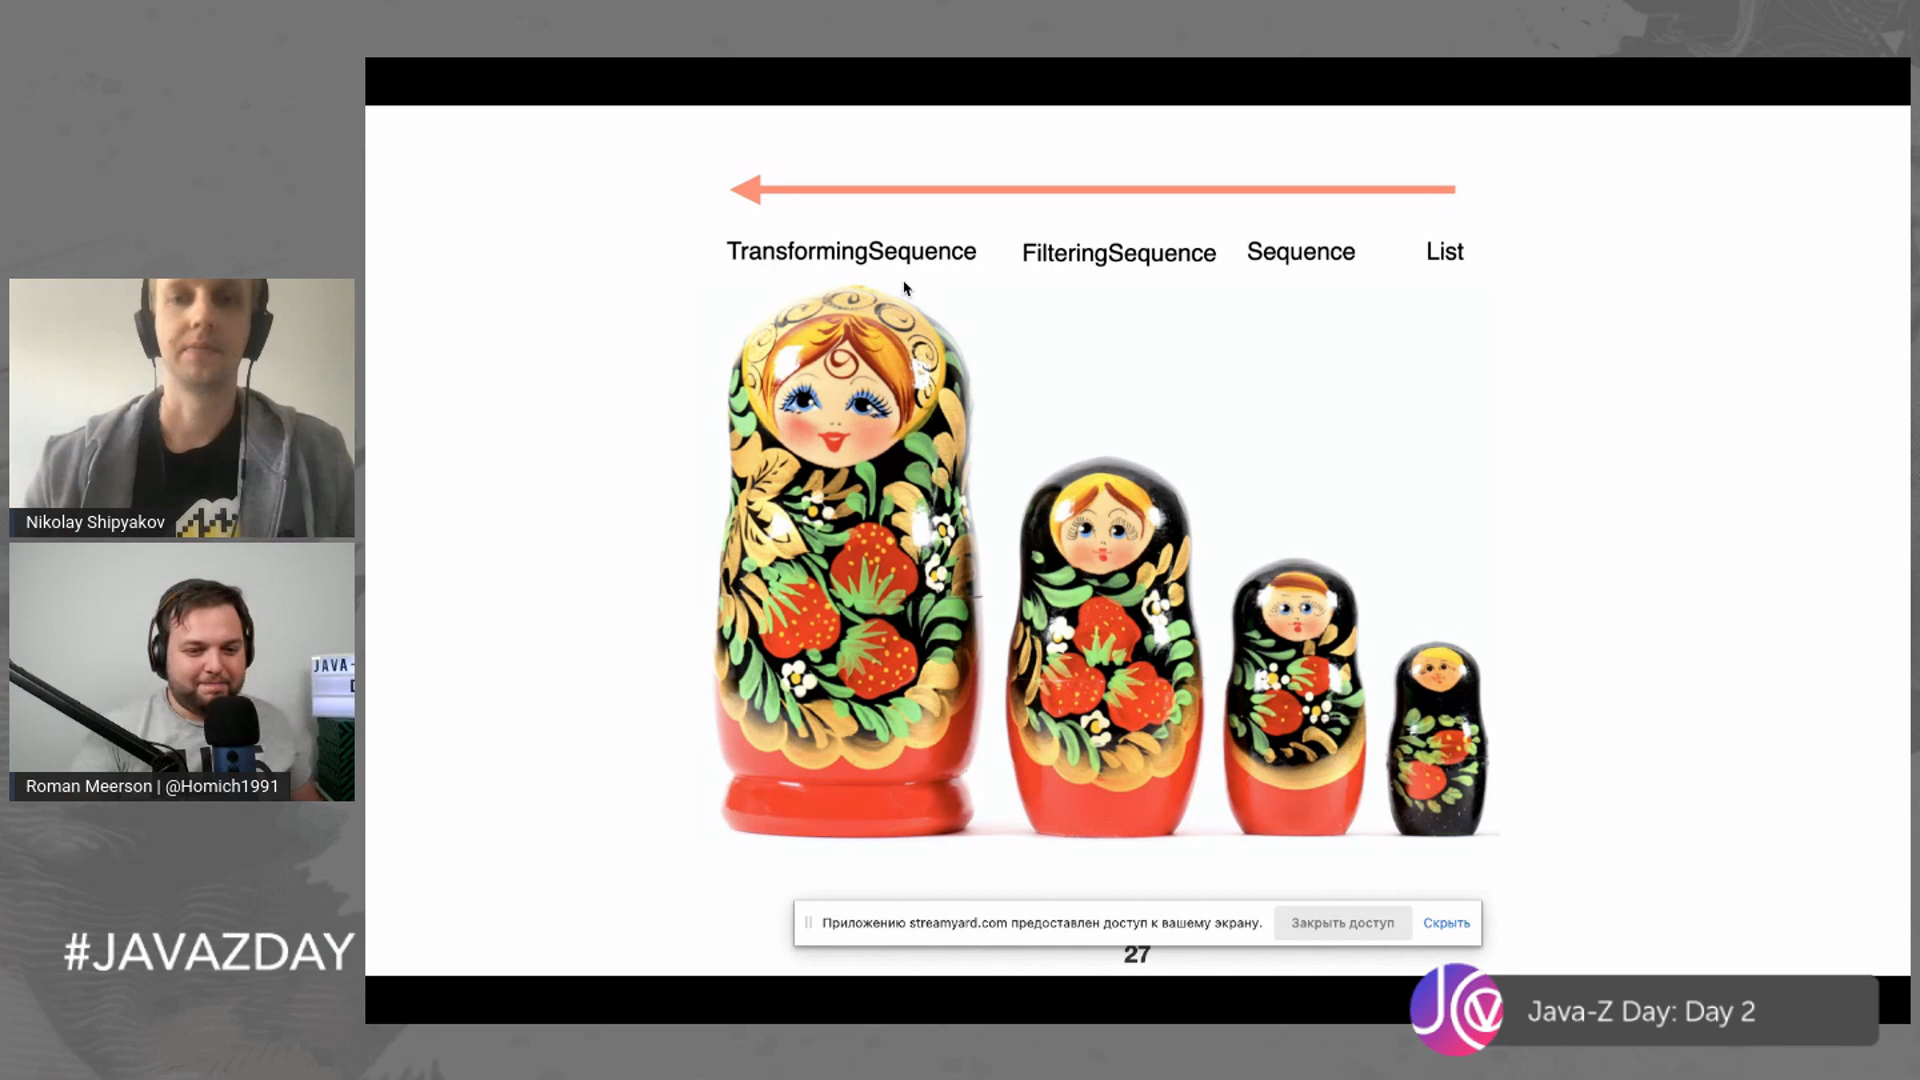 TransformingSequence
FilteringSequence
Sequence
List
Nikolay Shipyakov
JAVA-
Roman Meerson | @Homich1991
#JAVAZDAY
Приложению streamyard.com предоставлен доступ к вашему экрану.
Закрыть доступ
Скрыть
27
Java-Z Day: Day 2